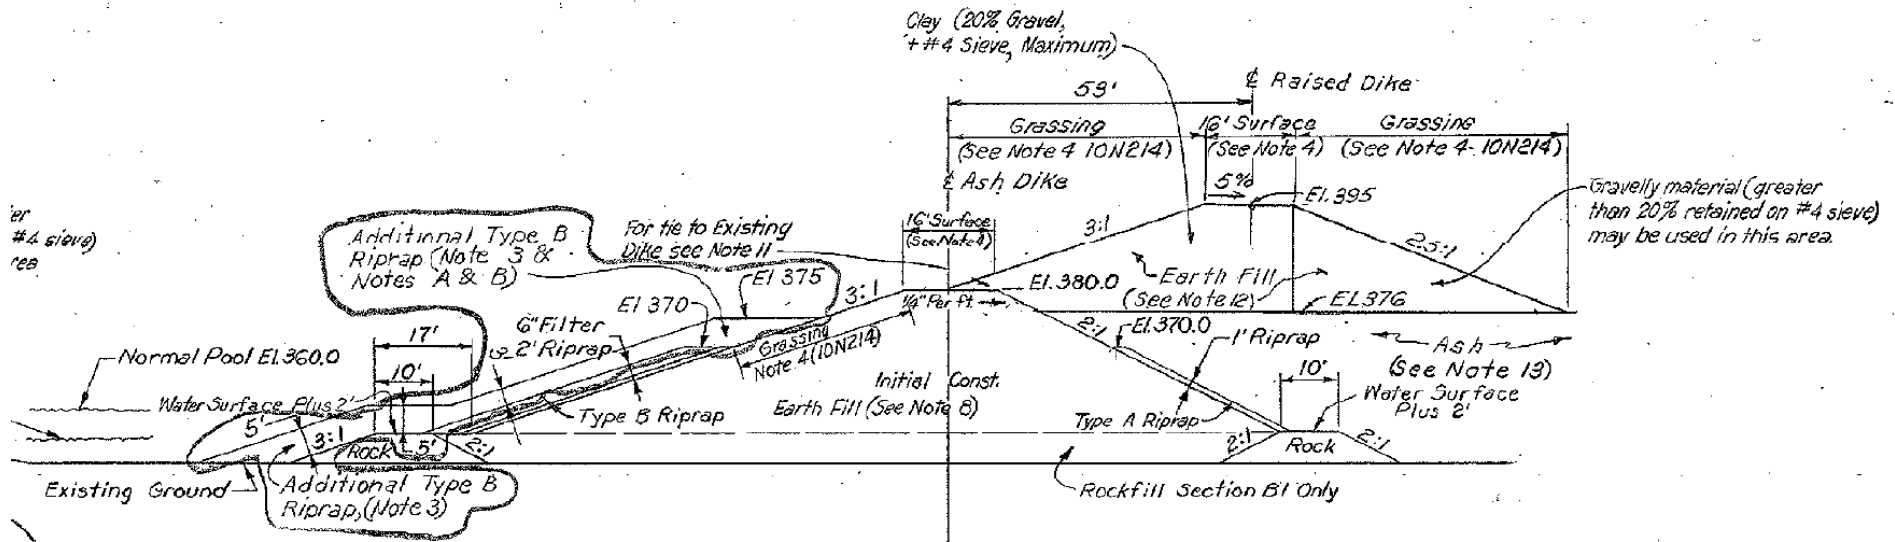 Clay (20% Gravel,
+ #4 Sieve, Maximum)
℄ Raised Dike
59'
Grassing
16' Surface
Grassing
(See Note 4 10N214)
(See Note 4)
(See Note 4-10N214)
℄ Ash Dike
5%
El. 395
Gravelly material (greater
than 20% retained on #4 sieve)
may be used in this area.
#4 sieve)
Additional Type B
Riprap (Note 3 &
Notes A & B)
For tie to Existing
Dike see Note 11
16' Surface
(See Note 4)
3:1
2.5:1
El. 375
El 370
3:1
El. 380.0
Earth Fill
(See Note 12)
El. 376
1/4" Per ft.
17'
6" Filter
2' Riprap
Grassing
Note 4 (10N214)
2:1
El. 370.0
1' Riprap
Ash
(See Note 13)
Normal Pool El. 360.0
10'
Initial Const.
Earth Fill (See Note 8)
10'
Water Surface Plus 2'
Type B Riprap
Type A Riprap
Water Surface
Plus 2'
5'
3:1
Rock
5'
2:1
2:1
Rock
2:1
Existing Ground
Additional Type B
Riprap, (Note 3)
Rockfill Section B1 Only